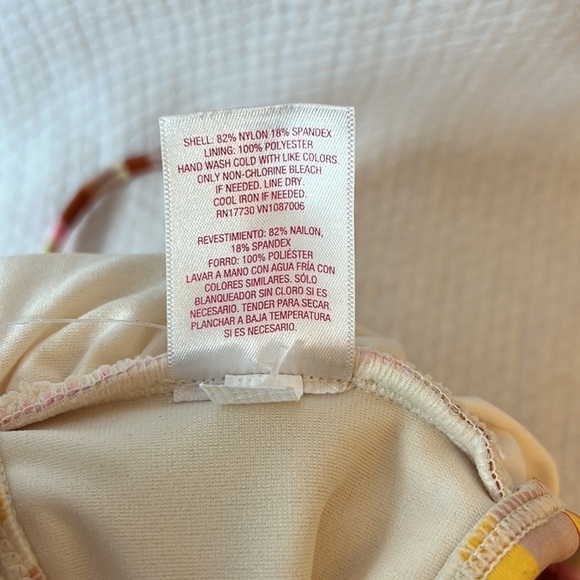 SHELL: 82% NYLON 18% SPANDEX
LINING: 100% POLYESTER
HAND WASH COLD WITH LIKE COLORS.
ONLY NON-CHLORINE BLEACH
IF NEEDED. LINE DRY.
COOL IRON IF NEEDED.
RN17730 VN1087006
REVESTIMIENTO: 82% NAILON,
18% SPANDEX
FORRO: 100% POLIÉSTER
LAVAR A MANO CON AGUA FRÍA CON
COLORES SIMILARES. SÓLO
BLANQUEADOR SIN CLORO SI ES
NECESARIO. TENDER PARA SECAR.
PLANCHAR A BAJA TEMPERATURA
SI ES NECESARIO.